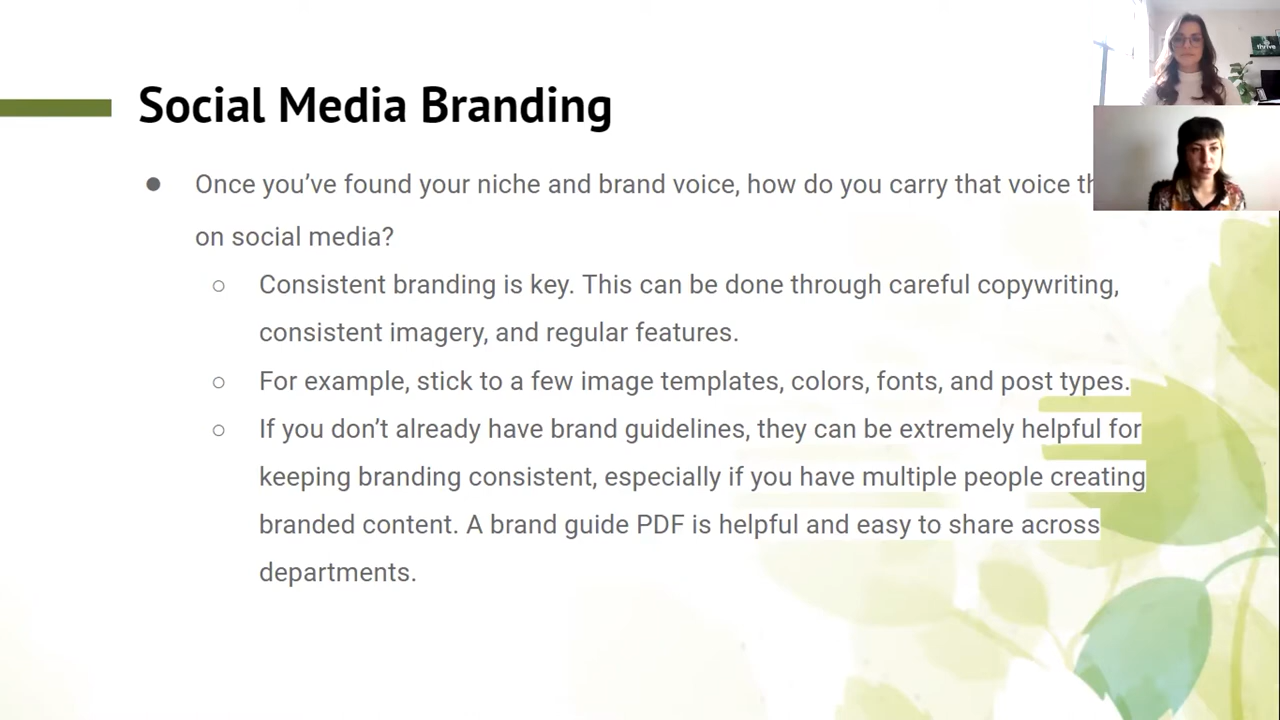 Social Media Branding
● Once you’ve found your niche and brand voice, how do you carry that voice
on social media?
○ Consistent branding is key. This can be done through careful copywriting,
consistent imagery, and regular features.
○ For example, stick to a few image templates, colors, fonts, and post types.
○ If you don’t already have brand guidelines, they can be extremely helpful for
keeping branding consistent, especially if you have multiple people creating
branded content. A brand guide PDF is helpful and easy to share across
departments.
thrive